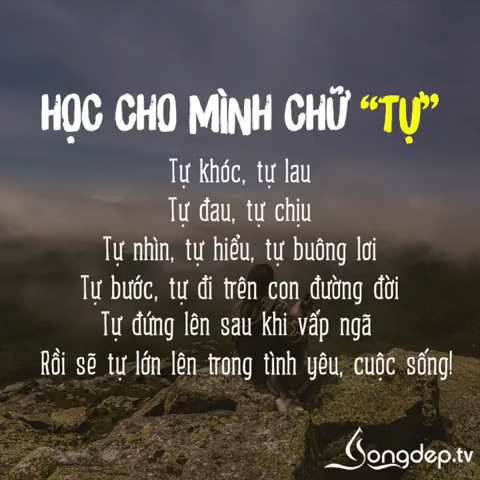 HỌC CHO MÌNH CHỮ “TỰ”
Tự khóc, tự lau
Tự đau, tự chịu
Tự nhìn, tự hiểu, tự buông lơi
Tự bước, tự đi trên con đường đời
Tự đứng lên sau khi vấp ngã
Rồi sẽ tự lớn lên trong tình yêu, cuộc sống!
Songdep.tv